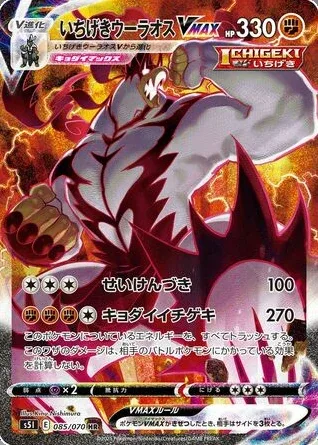 V進化
いちげきウーラオス VMAX HP 330
いちげきウーラオスVから進化
キョダイマックス
ICHIGEKI
いちげき
せいけんづき 100
キョダイイチゲキ 270
このポケモンについているエネルギーを、すべてトラッシュする。
このワザのダメージは、相手のバトルポケモンにかかっている効果
を計算しない。
弱点 ×2 抵抗力 にげる
Illus. Kiro Nishimura
s5I E 085/070 HR
VMAXルール
VMAXがきぜつしたとき、相手はサイドを3枚とる。